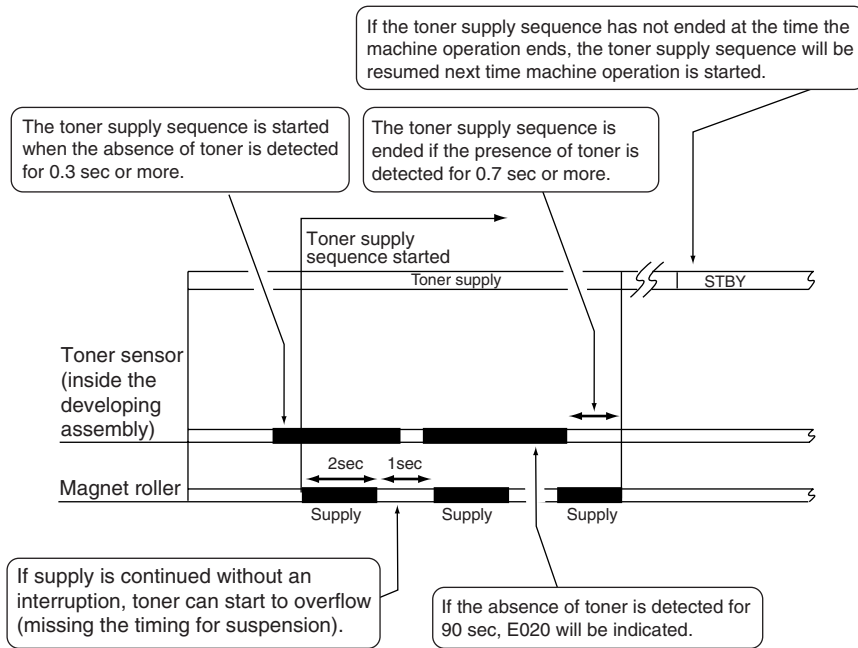 If the toner supply sequence has not ended at the time the
machine operation ends, the toner supply sequence will be
resumed next time machine operation is started.
The toner supply sequence is started
when the absence of toner is detected
for 0.3 sec or more.
The toner supply sequence is
ended if the presence of toner is
detected for 0.7 sec or more.
Toner supply
sequence started
Toner supply
STBY
Toner sensor
(inside the
developing
assembly)
2sec
1sec
Magnet roller
Supply
Supply
Supply
If supply is continued without an
interruption, toner can start to overflow
(missing the timing for suspension).
If the absence of toner is detected for
90 sec, E020 will be indicated.